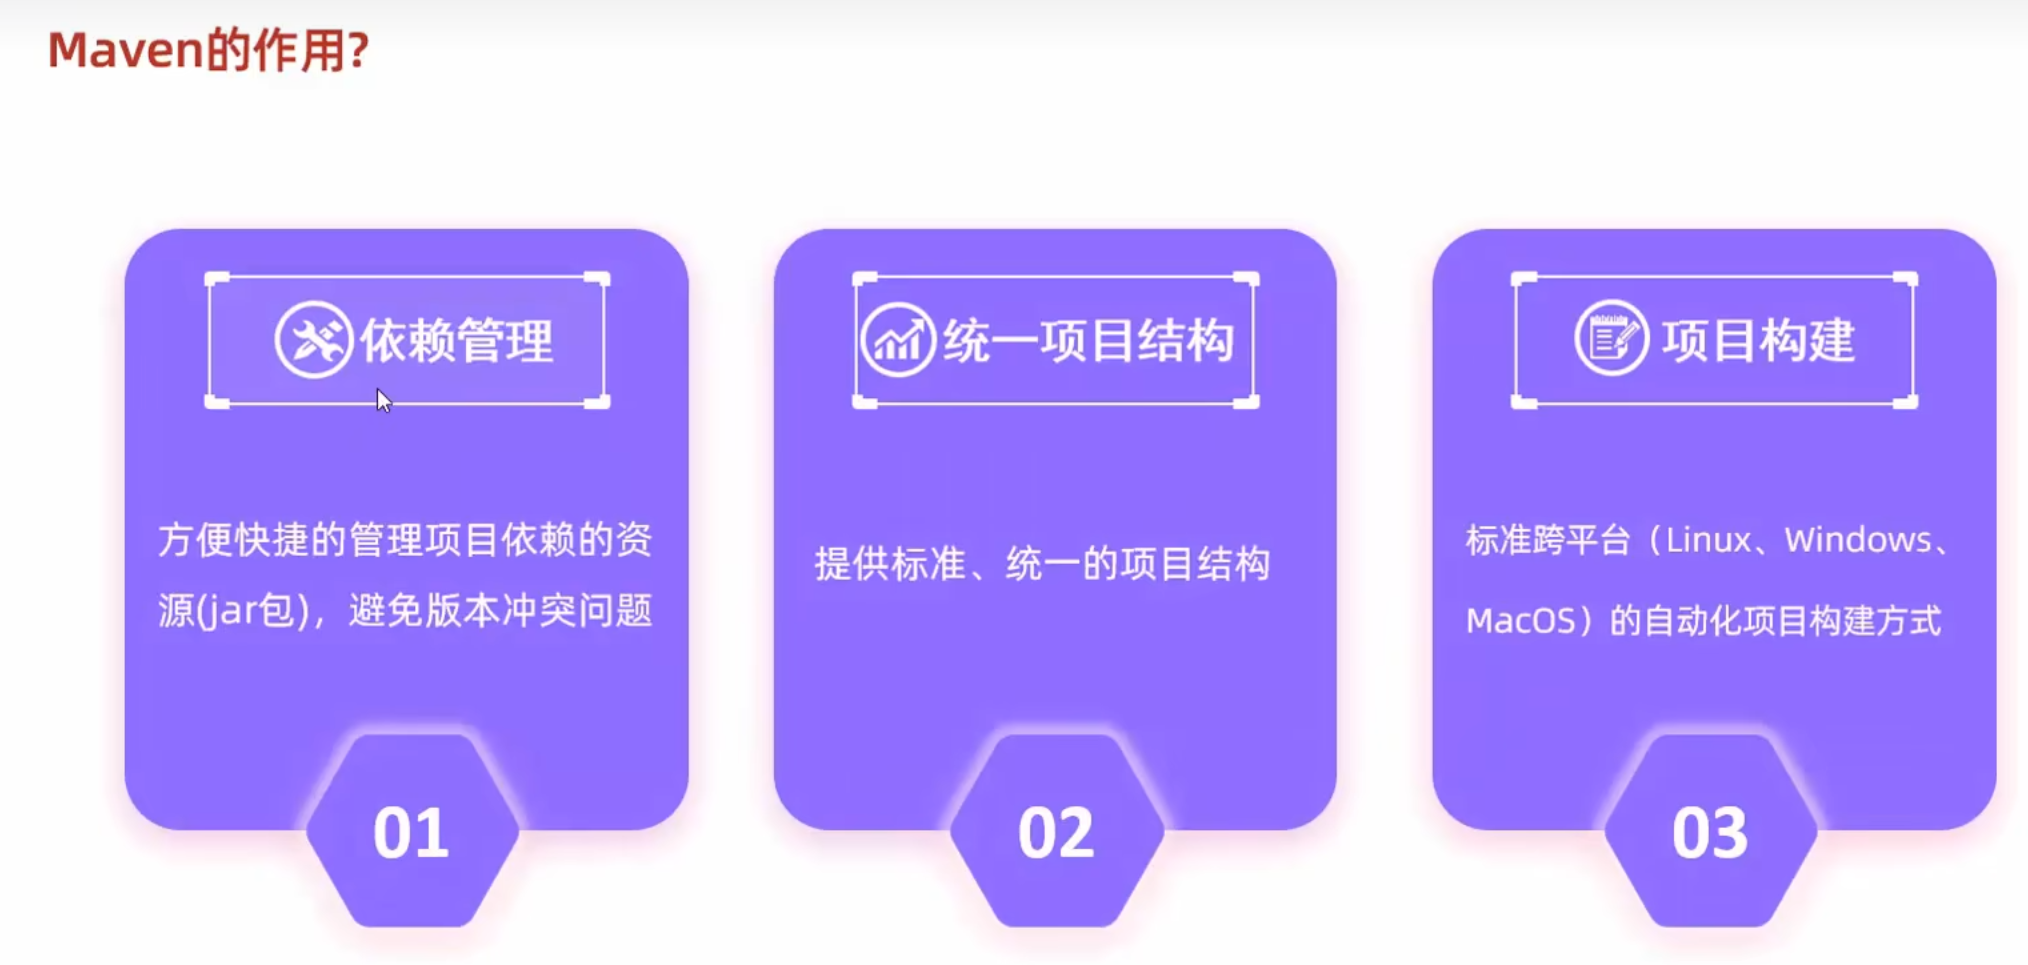 Maven的作用?
依赖管理
方便快捷的管理项目依赖的资
源(jar包)，避免版本冲突问题
01
统一项目结构
提供标准、统一的项目结构
02
项目构建
标准跨平台（Linux、Windows、
MacOS）的自动化项目构建方式
03